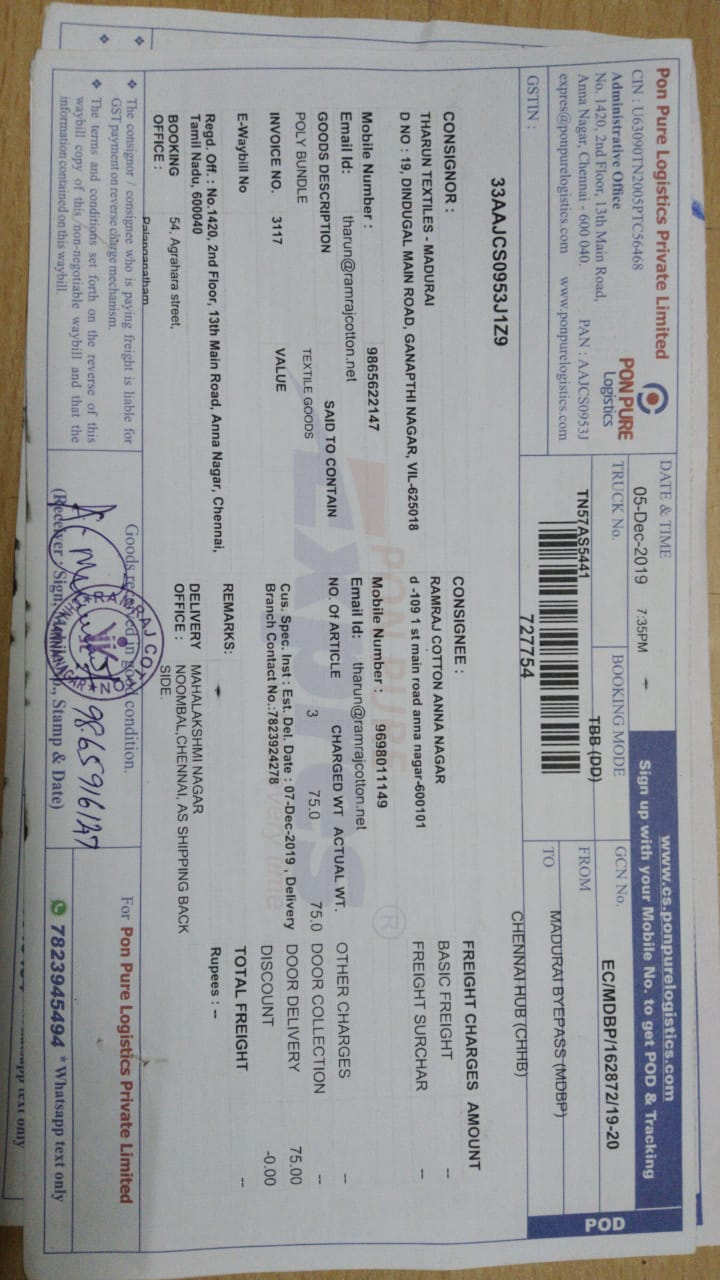 Pon Pure Logistics Private Limited
CIN : U63090TN2005PTC56468
Administrative Office
No. 1420, 2nd Floor, 13th Main Road,
Anna Nagar, Chennai - 600 040.
PAN : AAJCS0953J
expres@ponpurelogistics.com www.ponpurelogistics.com
PON PURE
Logistics
GSTIN :
33AAJCS0953J1Z9
DATE & TIME
05-Dec-2019 7:35PM
TRUCK No.
TN57AS5441
BOOKING MODE
TBB (DD)
727754
www.cs.ponpurelogistics.com
Sign up with your Mobile No. to get POD & Tracking
GCN No.
EC/MDBP/162872/19-20
FROM
MADURAI BYEPASS (MDBP)
TO
CHENNAI HUB (CHHB)
POD
CONSIGNOR :
THARUN TEXTILES - MADURAI
D NO : 19, DINDUGAL MAIN ROAD, GANAPTHI NAGAR, VIL-625018
Mobile Number : 9865622147
Email Id: tharun@ramrajcotton.net
CONSIGNEE :
RAMRAJ COTTON ANNA NAGAR
d -109 1 st main road anna nagar-600101
Mobile Number : 9698011149
Email Id: tharun@ramrajcotton.net
FREIGHT CHARGES AMOUNT
BASIC FREIGHT --
FREIGHT SURCHAR --
OTHER CHARGES --
DOOR COLLECTION --
DOOR DELIVERY 75.00
DISCOUNT -0.00
TOTAL FREIGHT --
Rupees : --
GOODS DESCRIPTION SAID TO CONTAIN NO. Of ARTICLE CHARGED WT ACTUAL WT.
POLY BUNDLE TEXTILE GOODS 3 75.0 75.0
INVOICE NO. 3117 VALUE
Cus. Spec. Inst : Est. Del. Date : 07-Dec-2019 , Delivery
Branch Contact No.:7823924278
E-Waybill No
REMARKS:
Regd. Off. : No.1420, 2nd Floor, 13th Main Road, Anna Nagar, Chennai,
Tamil Nadu, 600040
BOOKING OFFICE : 54, Agrahara street,
Palanganatham
DELIVERY OFFICE : MAHALAKSHMI NAGAR
NOOMBAL,CHENNAI, AS SHIPPING BACK
SIDE.
PON PURE
Expres
® 
❖ The consignor / consignee who is paying freight is liable for
GST payment on reverse charge mechanism.
❖ The terms and conditions set forth on the reverse of this
waybill copy of this non-negotiable waybill and that the
information contained on this waybill.
Goods received in good condition.
9865916127
(Receiver Sign, Stamp & Date)
For Pon Pure Logistics Private Limited
7823945494 * Whatsapp text only